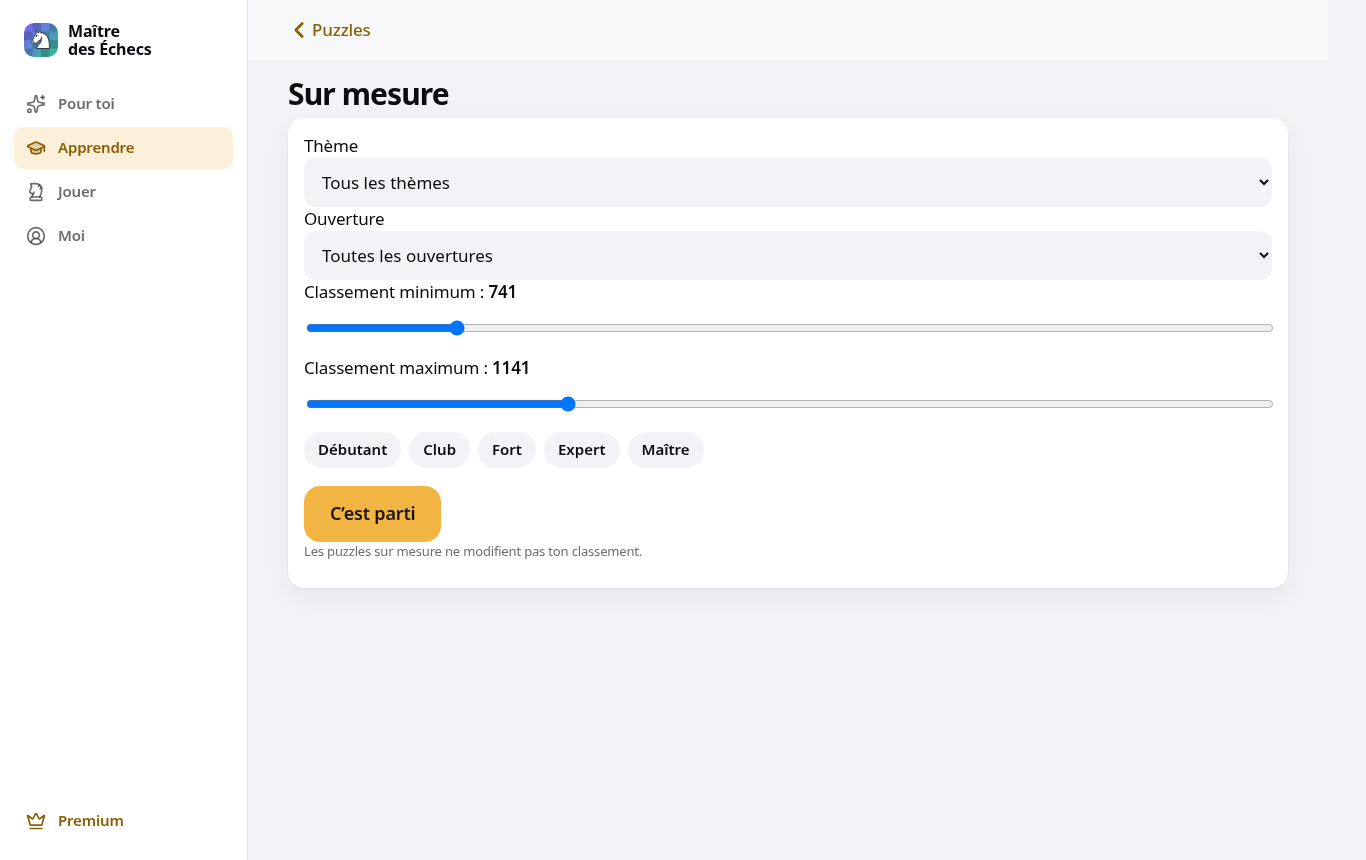 Maître
des Échecs
Pour toi
Apprendre
Jouer
Moi
Premium
Puzzles
Sur mesure
Thème
Tous les thèmes
Ouverture
Toutes les ouvertures
Classement minimum : 741
Classement maximum : 1141
Débutant
Club
Fort
Expert
Maître
C’est parti
Les puzzles sur mesure ne modifient pas ton classement.